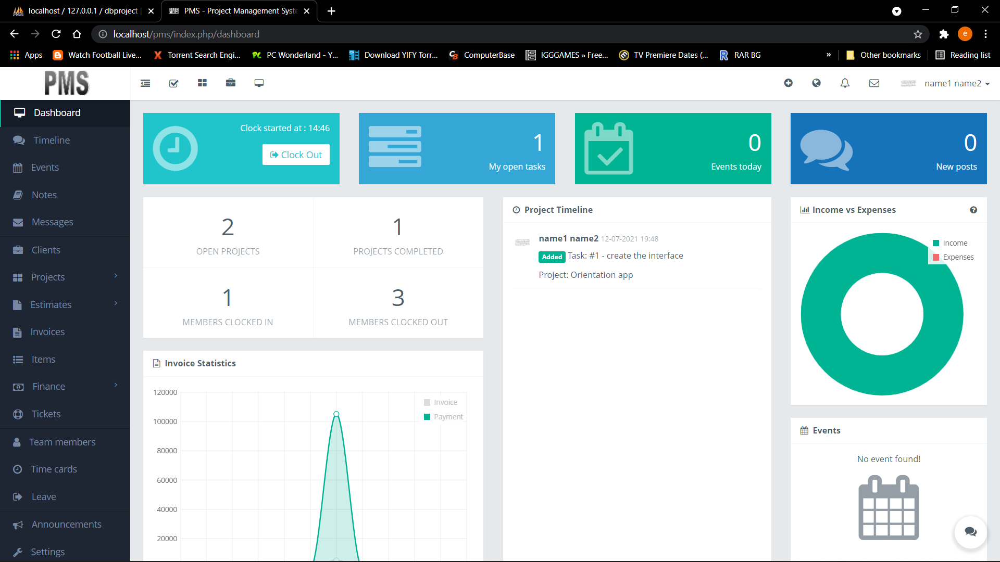 localhost / 127.0.0.1 / dbproject
PMS - Project Management Syste
localhost/pms/index.php/dashboard
e
Apps
Watch Football Live...
Torrent Search Engi...
PC Wonderland - Y...
Download YIFY Torr...
ComputerBase
IGGGAMES » Free...
TV Premiere Dates (...
RAR BG
»
Other bookmarks
Reading list
PMS
name1 name2
Dashboard
Timeline
Events
Notes
Messages
Clients
Projects
Estimates
Invoices
Items
Finance
Tickets
Team members
Time cards
Leave
Announcements
Settings
Clock started at : 14:46
Clock Out
1
My open tasks
0
Events today
0
New posts
2
OPEN PROJECTS
1
PROJECTS COMPLETED
1
MEMBERS CLOCKED IN
3
MEMBERS CLOCKED OUT
Invoice Statistics
120000
100000
80000
60000
40000
20000
Invoice
Payment
Project Timeline
name1 name2 12-07-2021 19:48
Added Task: #1 - create the interface
Project: Orientation app
Income vs Expenses
Income
Expenses
Events
No event found!